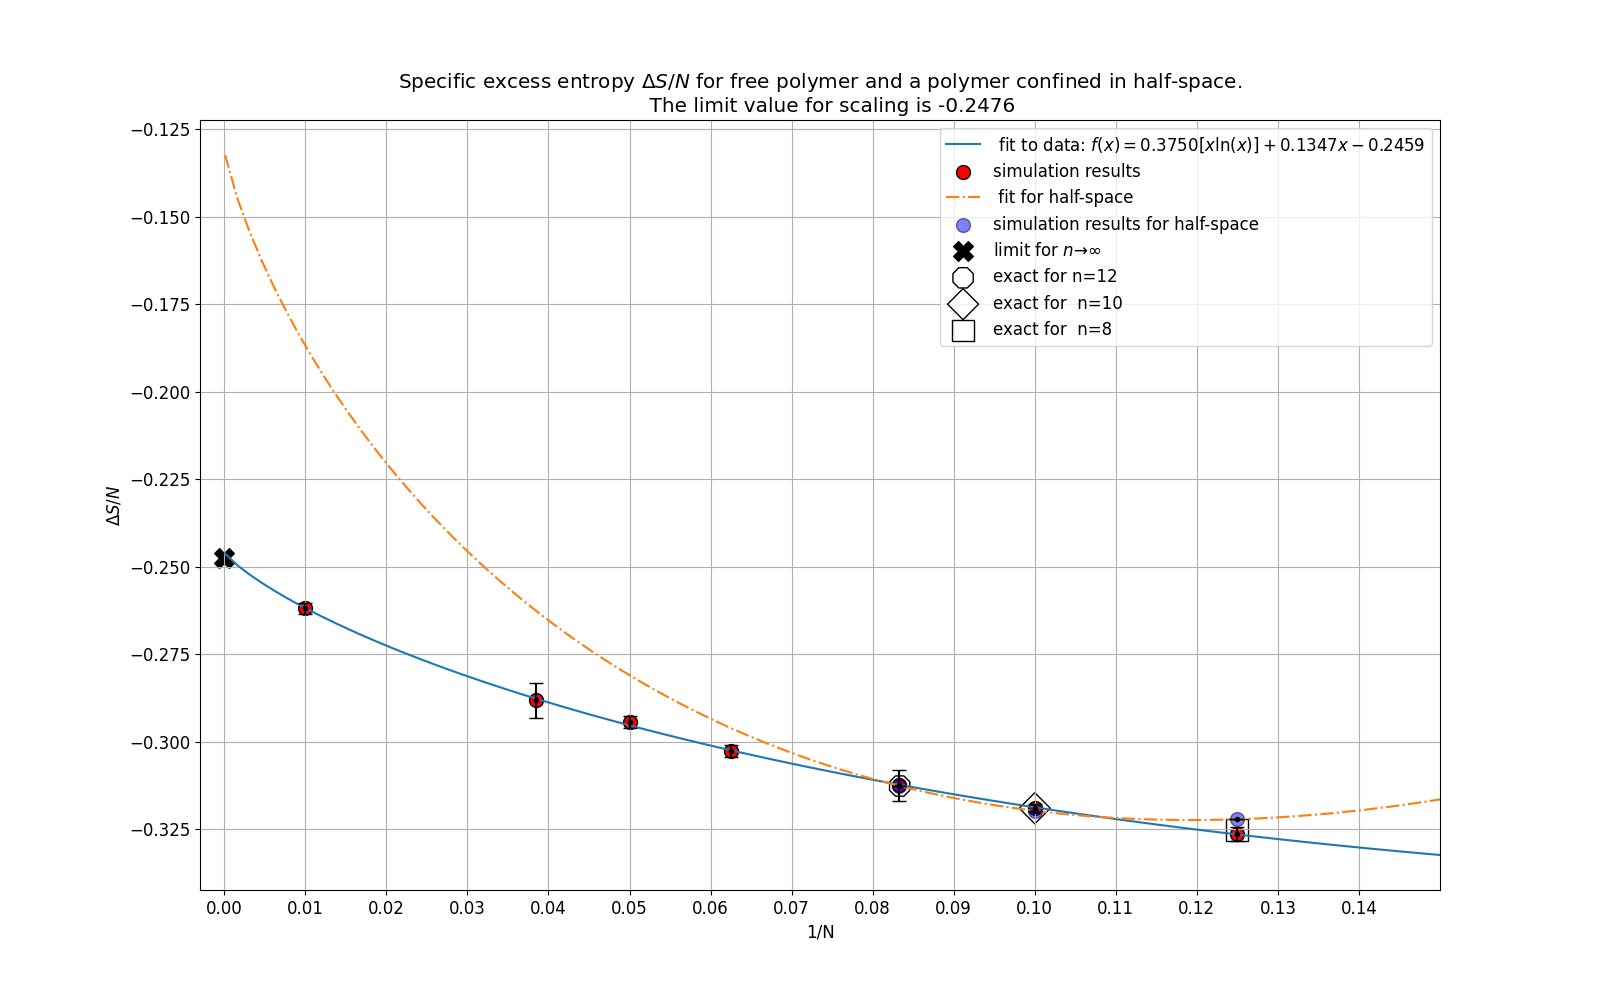 Specific excess entropy ΔS/N for free polymer and a polymer confined in half-space.
The limit value for scaling is -0.2476
fit to data: f(x) = 0.3750[xln(x)] + 0.1347x − 0.2459
simulation results
fit for half-space
simulation results for half-space
limit for n→∞
exact for n=12
exact for  n=10
exact for  n=8
ΔS/N
−0.125
−0.150
−0.175
−0.200
−0.225
−0.250
−0.275
−0.300
−0.325
0.00 0.01 0.02 0.03 0.04 0.05 0.06 0.07 0.08 0.09 0.10 0.11 0.12 0.13 0.14
1/N